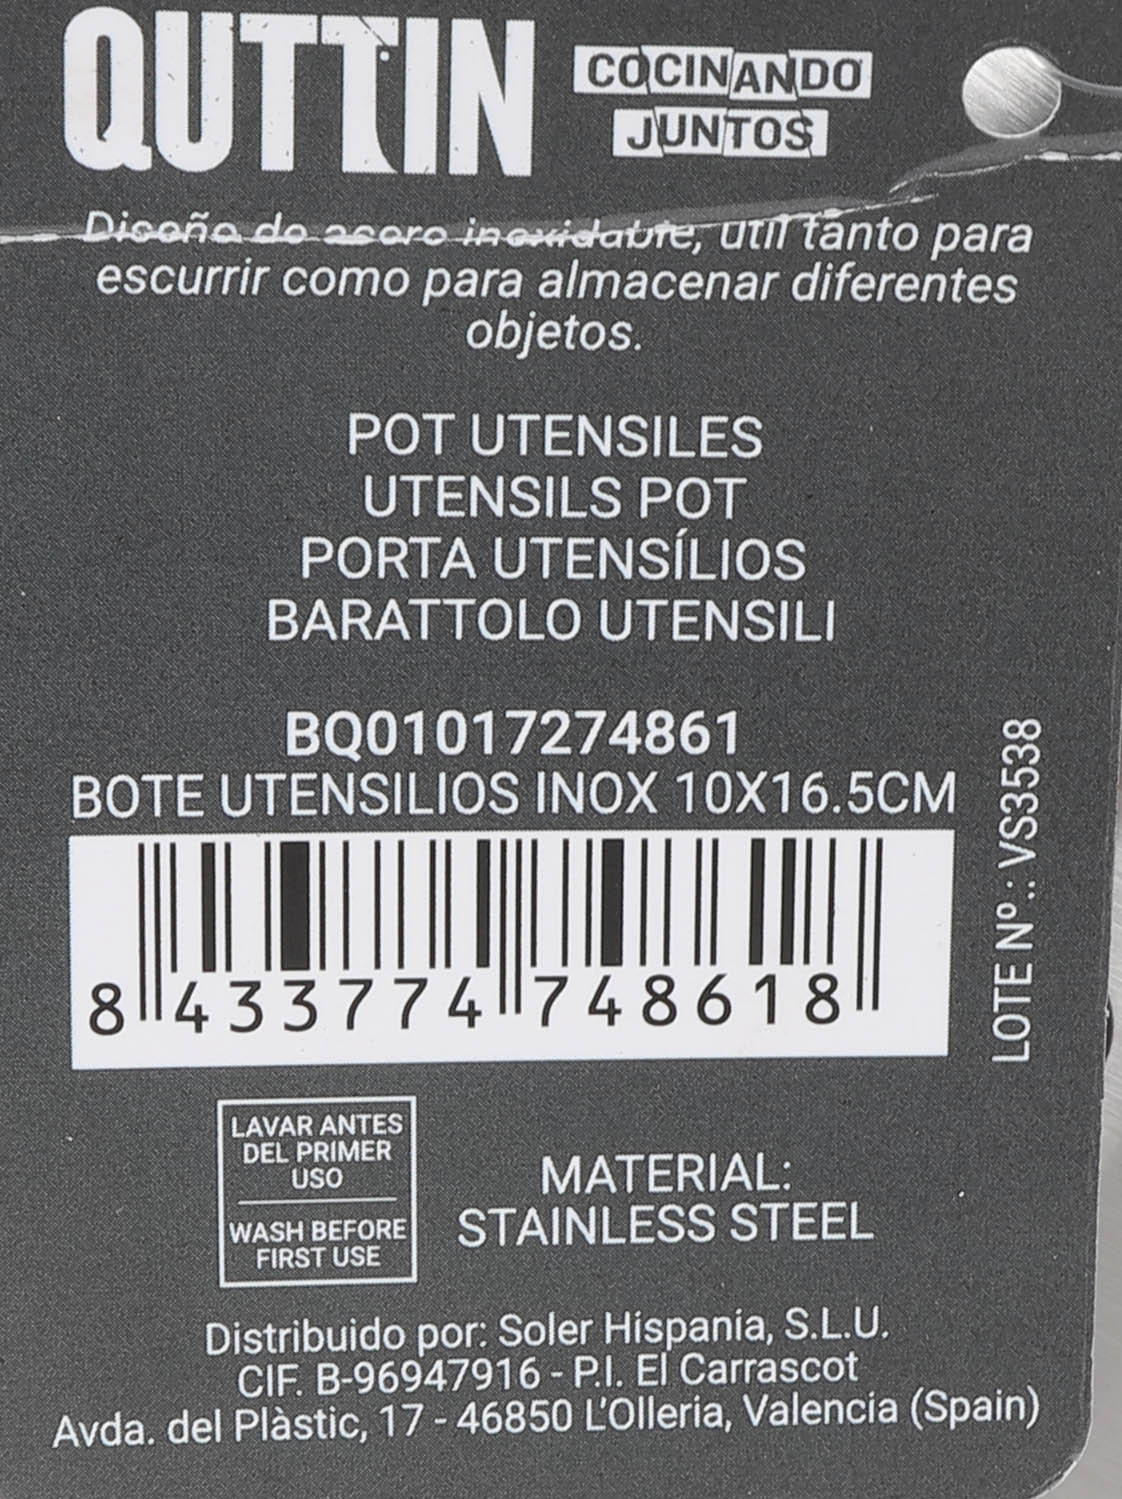 QUTTIN
COCINANDO
JUNTOS
Diseño de acero inoxidable, útil tanto para
escurrir como para almacenar diferentes
objetos.
POT UTENSILES
UTENSILS POT
PORTA UTENSÍLIOS
BARATTOLO UTENSILI
BQ01017274861
BOTE UTENSILIOS INOX 10X16.5CM
8 433774 748618
LOTE Nº.: VS3538
LAVAR ANTES
DEL PRIMER
USO
WASH BEFORE
FIRST USE
MATERIAL:
STAINLESS STEEL
Distribuido por: Soler Hispania, S.L.U.
CIF. B-96947916 - P.I. El Carrascot
Avda. del Plàstic, 17 - 46850 L'Olleria, Valencia (Spain)